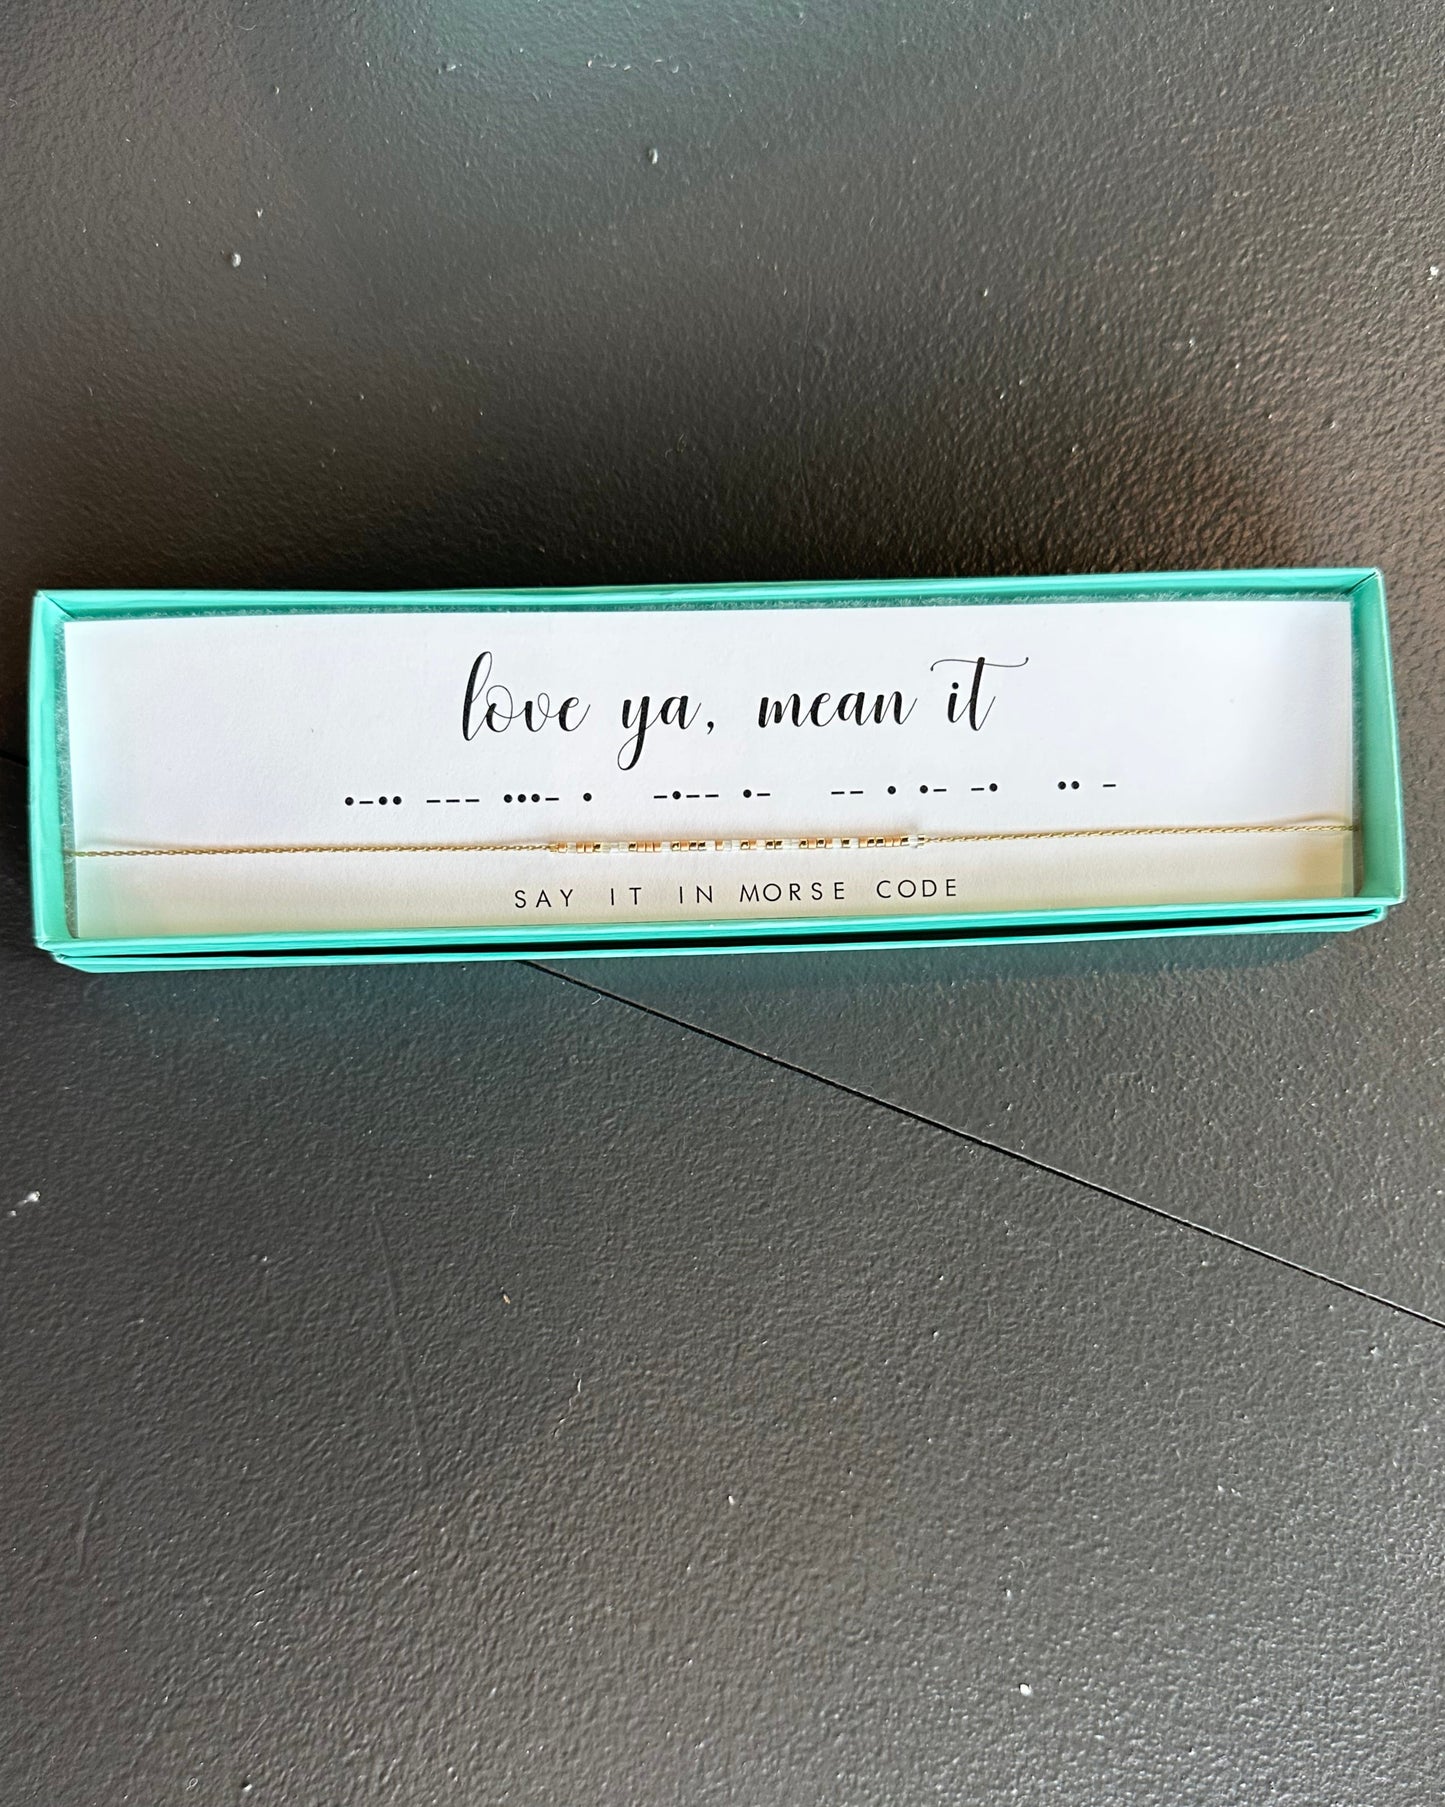 love ya, mean it
•–•• ––– •••– • –•–– •– –– • •– –• •• –
SAY IT IN MORSE CODE